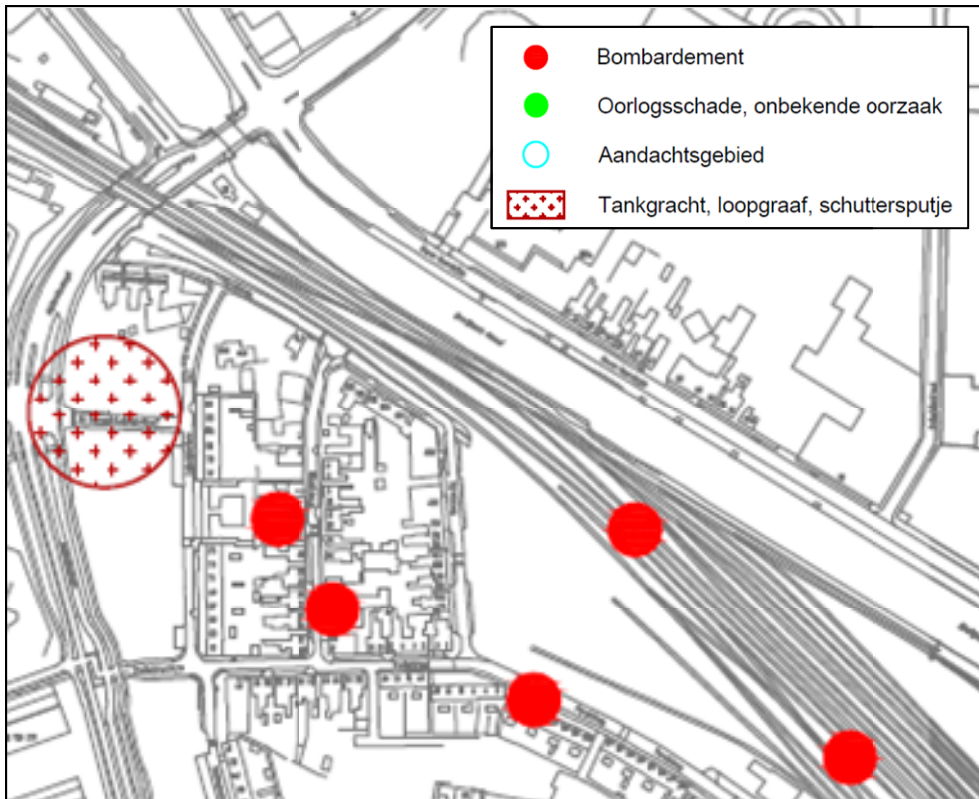 Bombardement
Oorlogsschade, onbekende oorzaak
Aandachtsgebied
Tankgracht, loopgraaf, schuttersputje